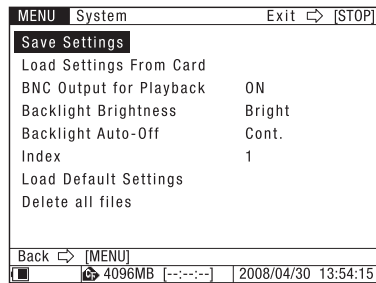 MENU System Exit ⇨ [STOP]
Save Settings
Load Settings From Card
BNC Output for Playback ON
Backlight Brightness Bright
Backlight Auto-Off Cont.
Index 1
Load Default Settings
Delete all files
Back ⇨ [MENU]
CF 4096MB [--:--:--] 2008/04/30 13:54:15